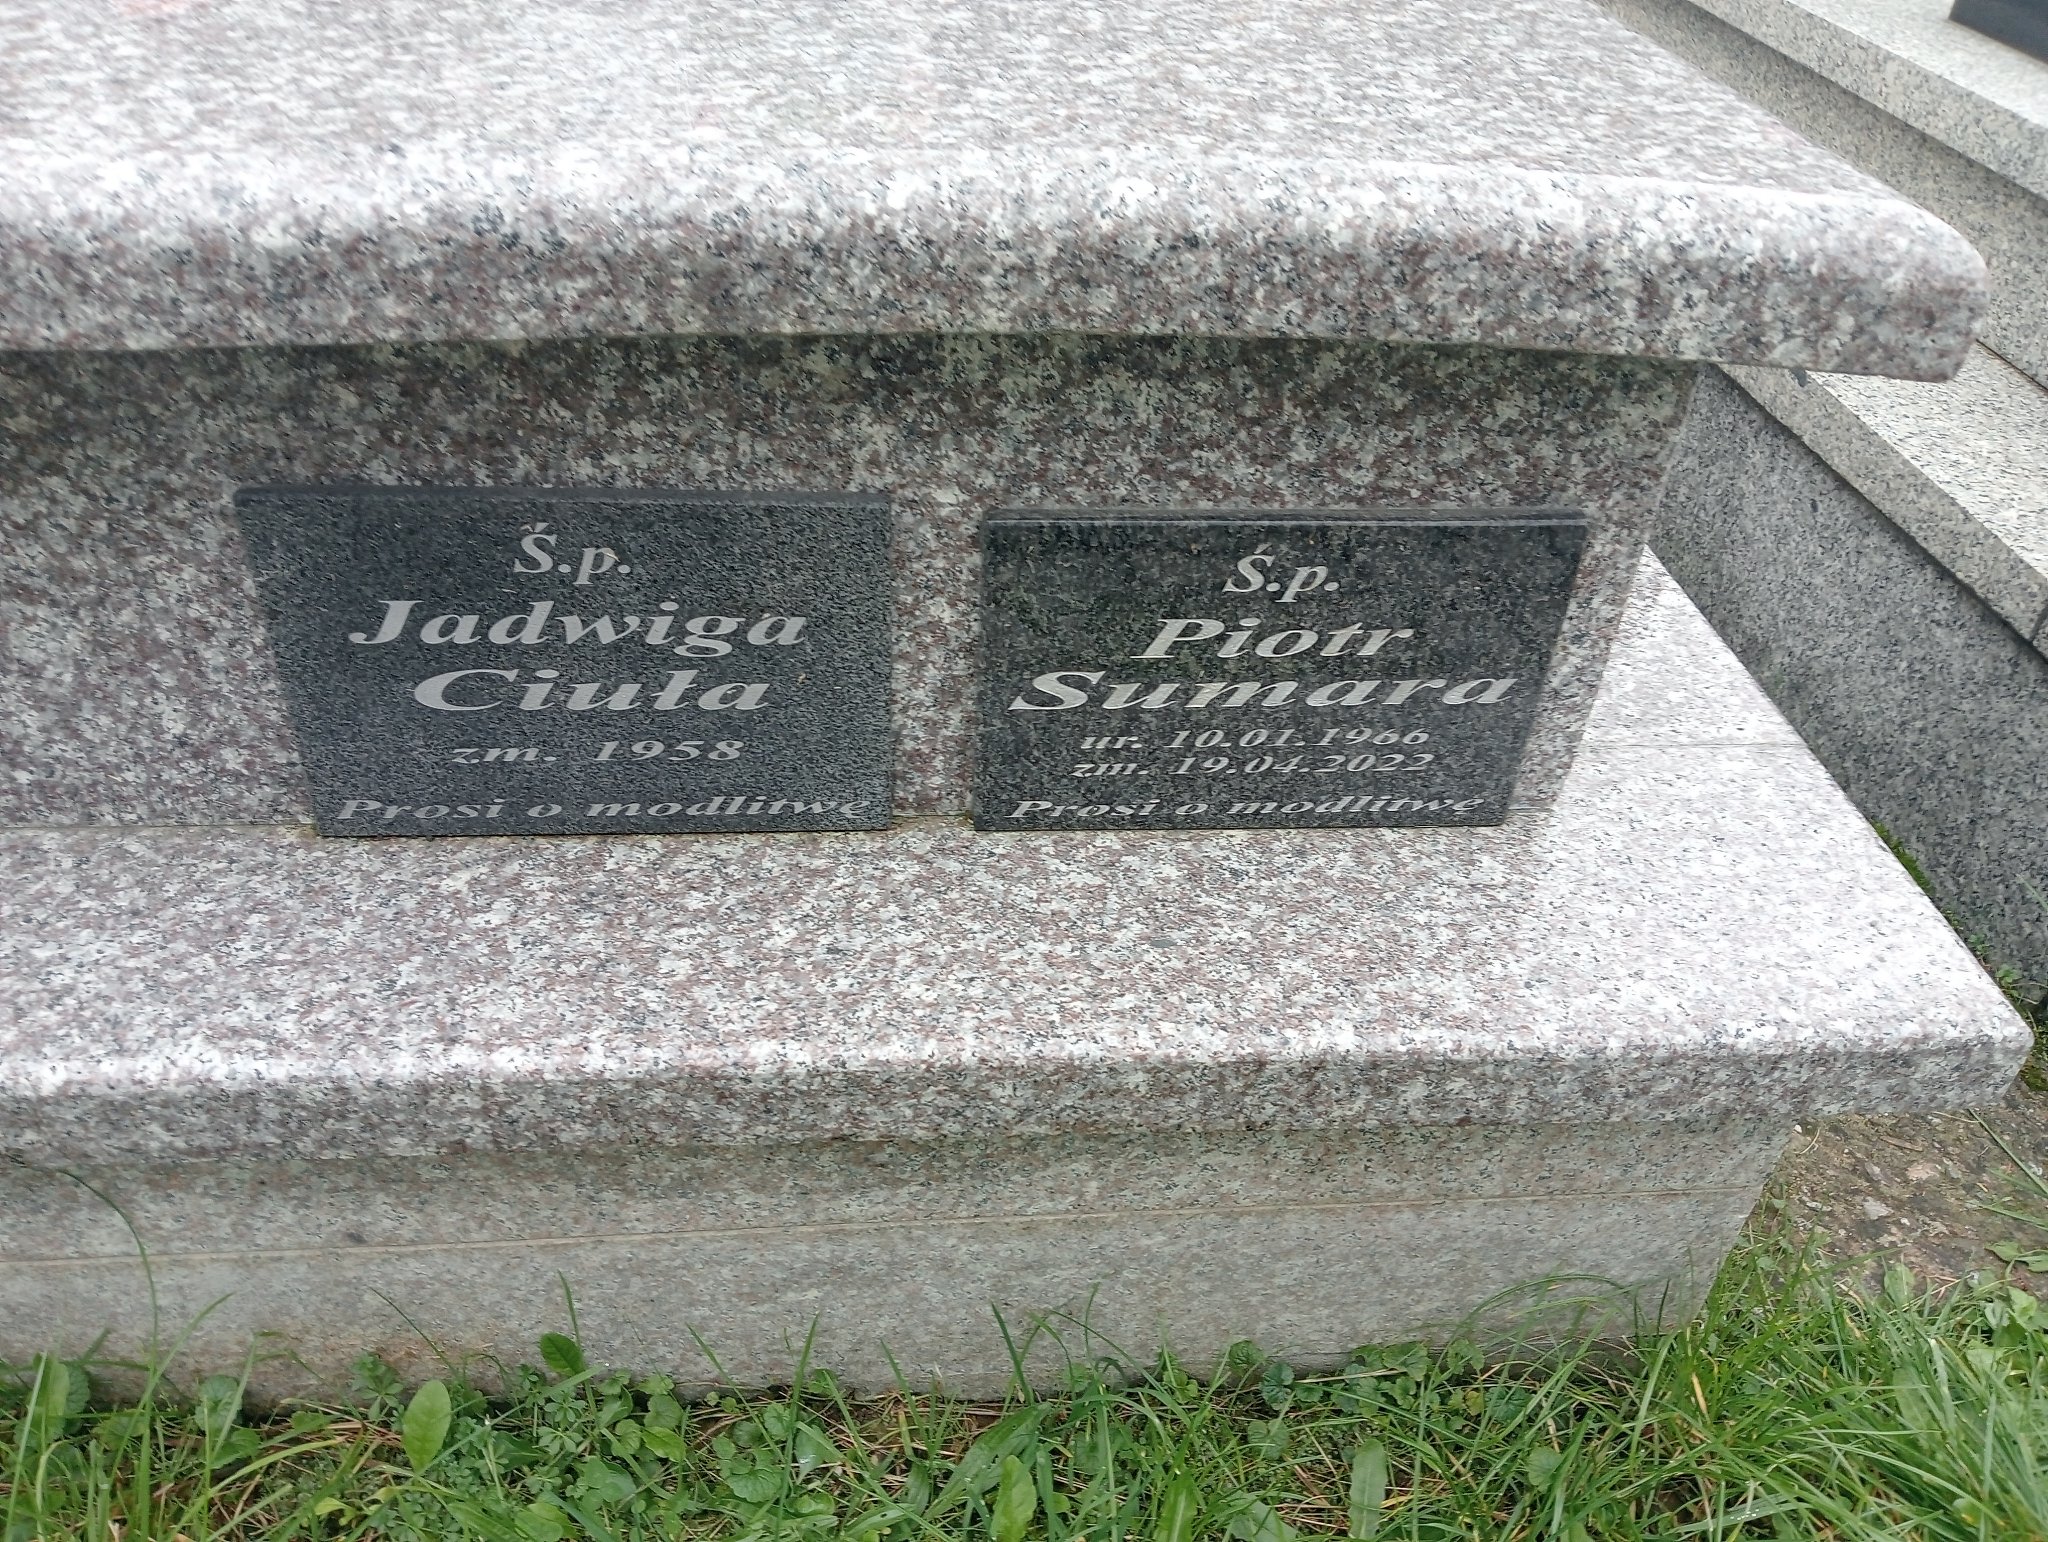 Ś.p.
Jadwiga
Ciuła
zm. 1958
Prosi o modlitwę
Ś.p.
Piotr
Sumara
ur. 10.01.1966
zm. 19.04.2022
Prosi o modlitwę